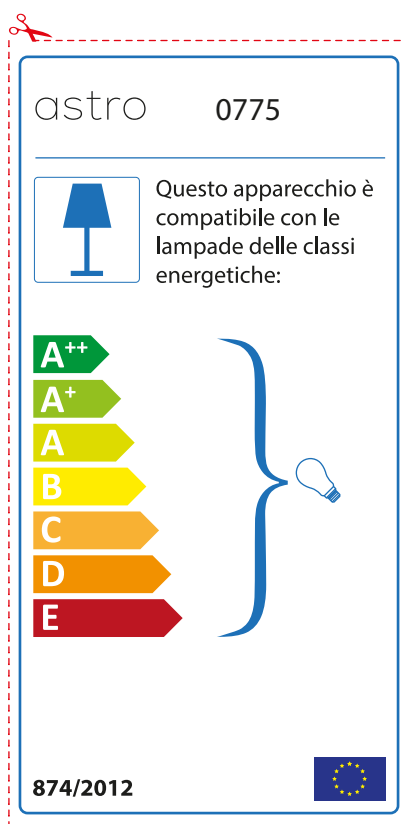 astro 0775
Questo apparecchio è
compatibile con le
lampade delle classi
energetiche:
A++
A+
A
B
C
D
E
874/2012